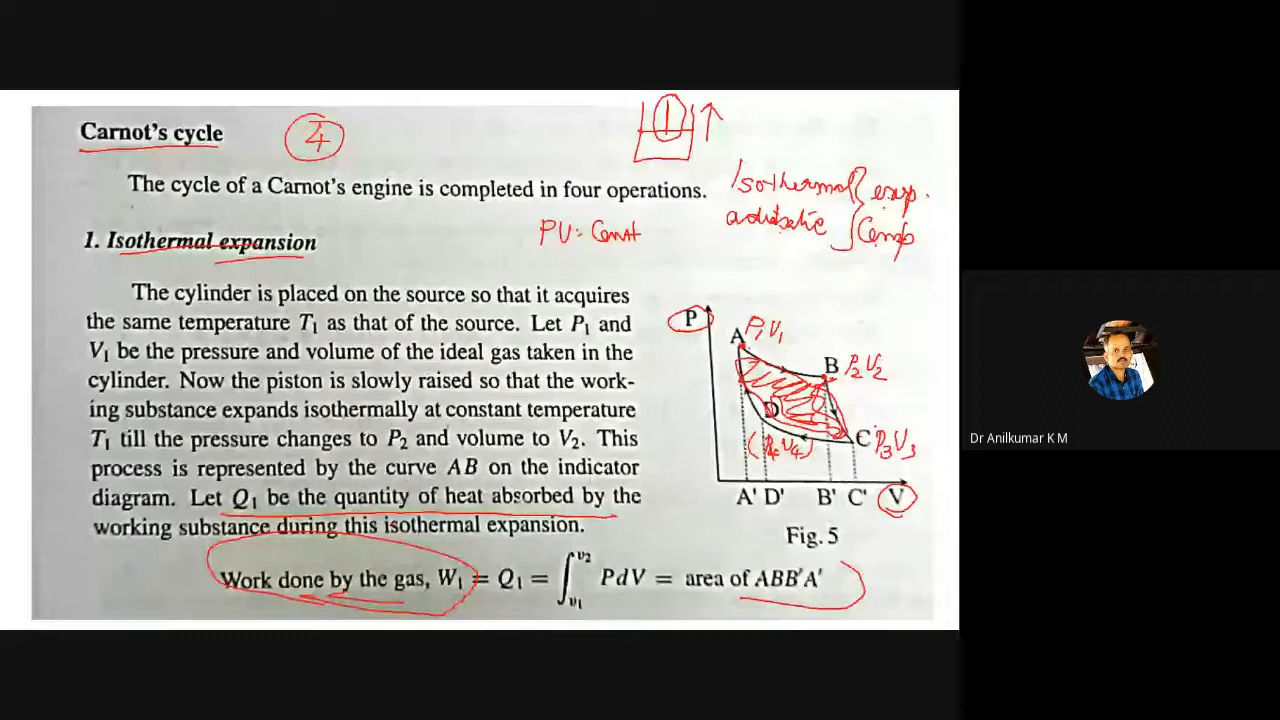 Carnot's cycle
4
1
The cycle of a Carnot's engine is completed in four operations.
Isothermal } exp.
adiabatic } Comp
PV = Const
1. Isothermal expansion
The cylinder is placed on the source so that it acquires
the same temperature T₁ as that of the source. Let P₁ and
V₁ be the pressure and volume of the ideal gas taken in the
cylinder. Now the piston is slowly raised so that the work-
ing substance expands isothermally at constant temperature
T₁ till the pressure changes to P₂ and volume to V₂. This
process is represented by the curve AB on the indicator
diagram. Let Q₁ be the quantity of heat absorbed by the
working substance during this isothermal expansion.
Work done by the gas, W₁ = Q₁ = ∫ᵥ₁ᵛ² PdV = area of ABB'A'
P
A P₁V₁
B P₂V₂
D
(P₄V₄)
C P₃V₃
A' D' B' C' V
Fig. 5
Dr Anilkumar K M